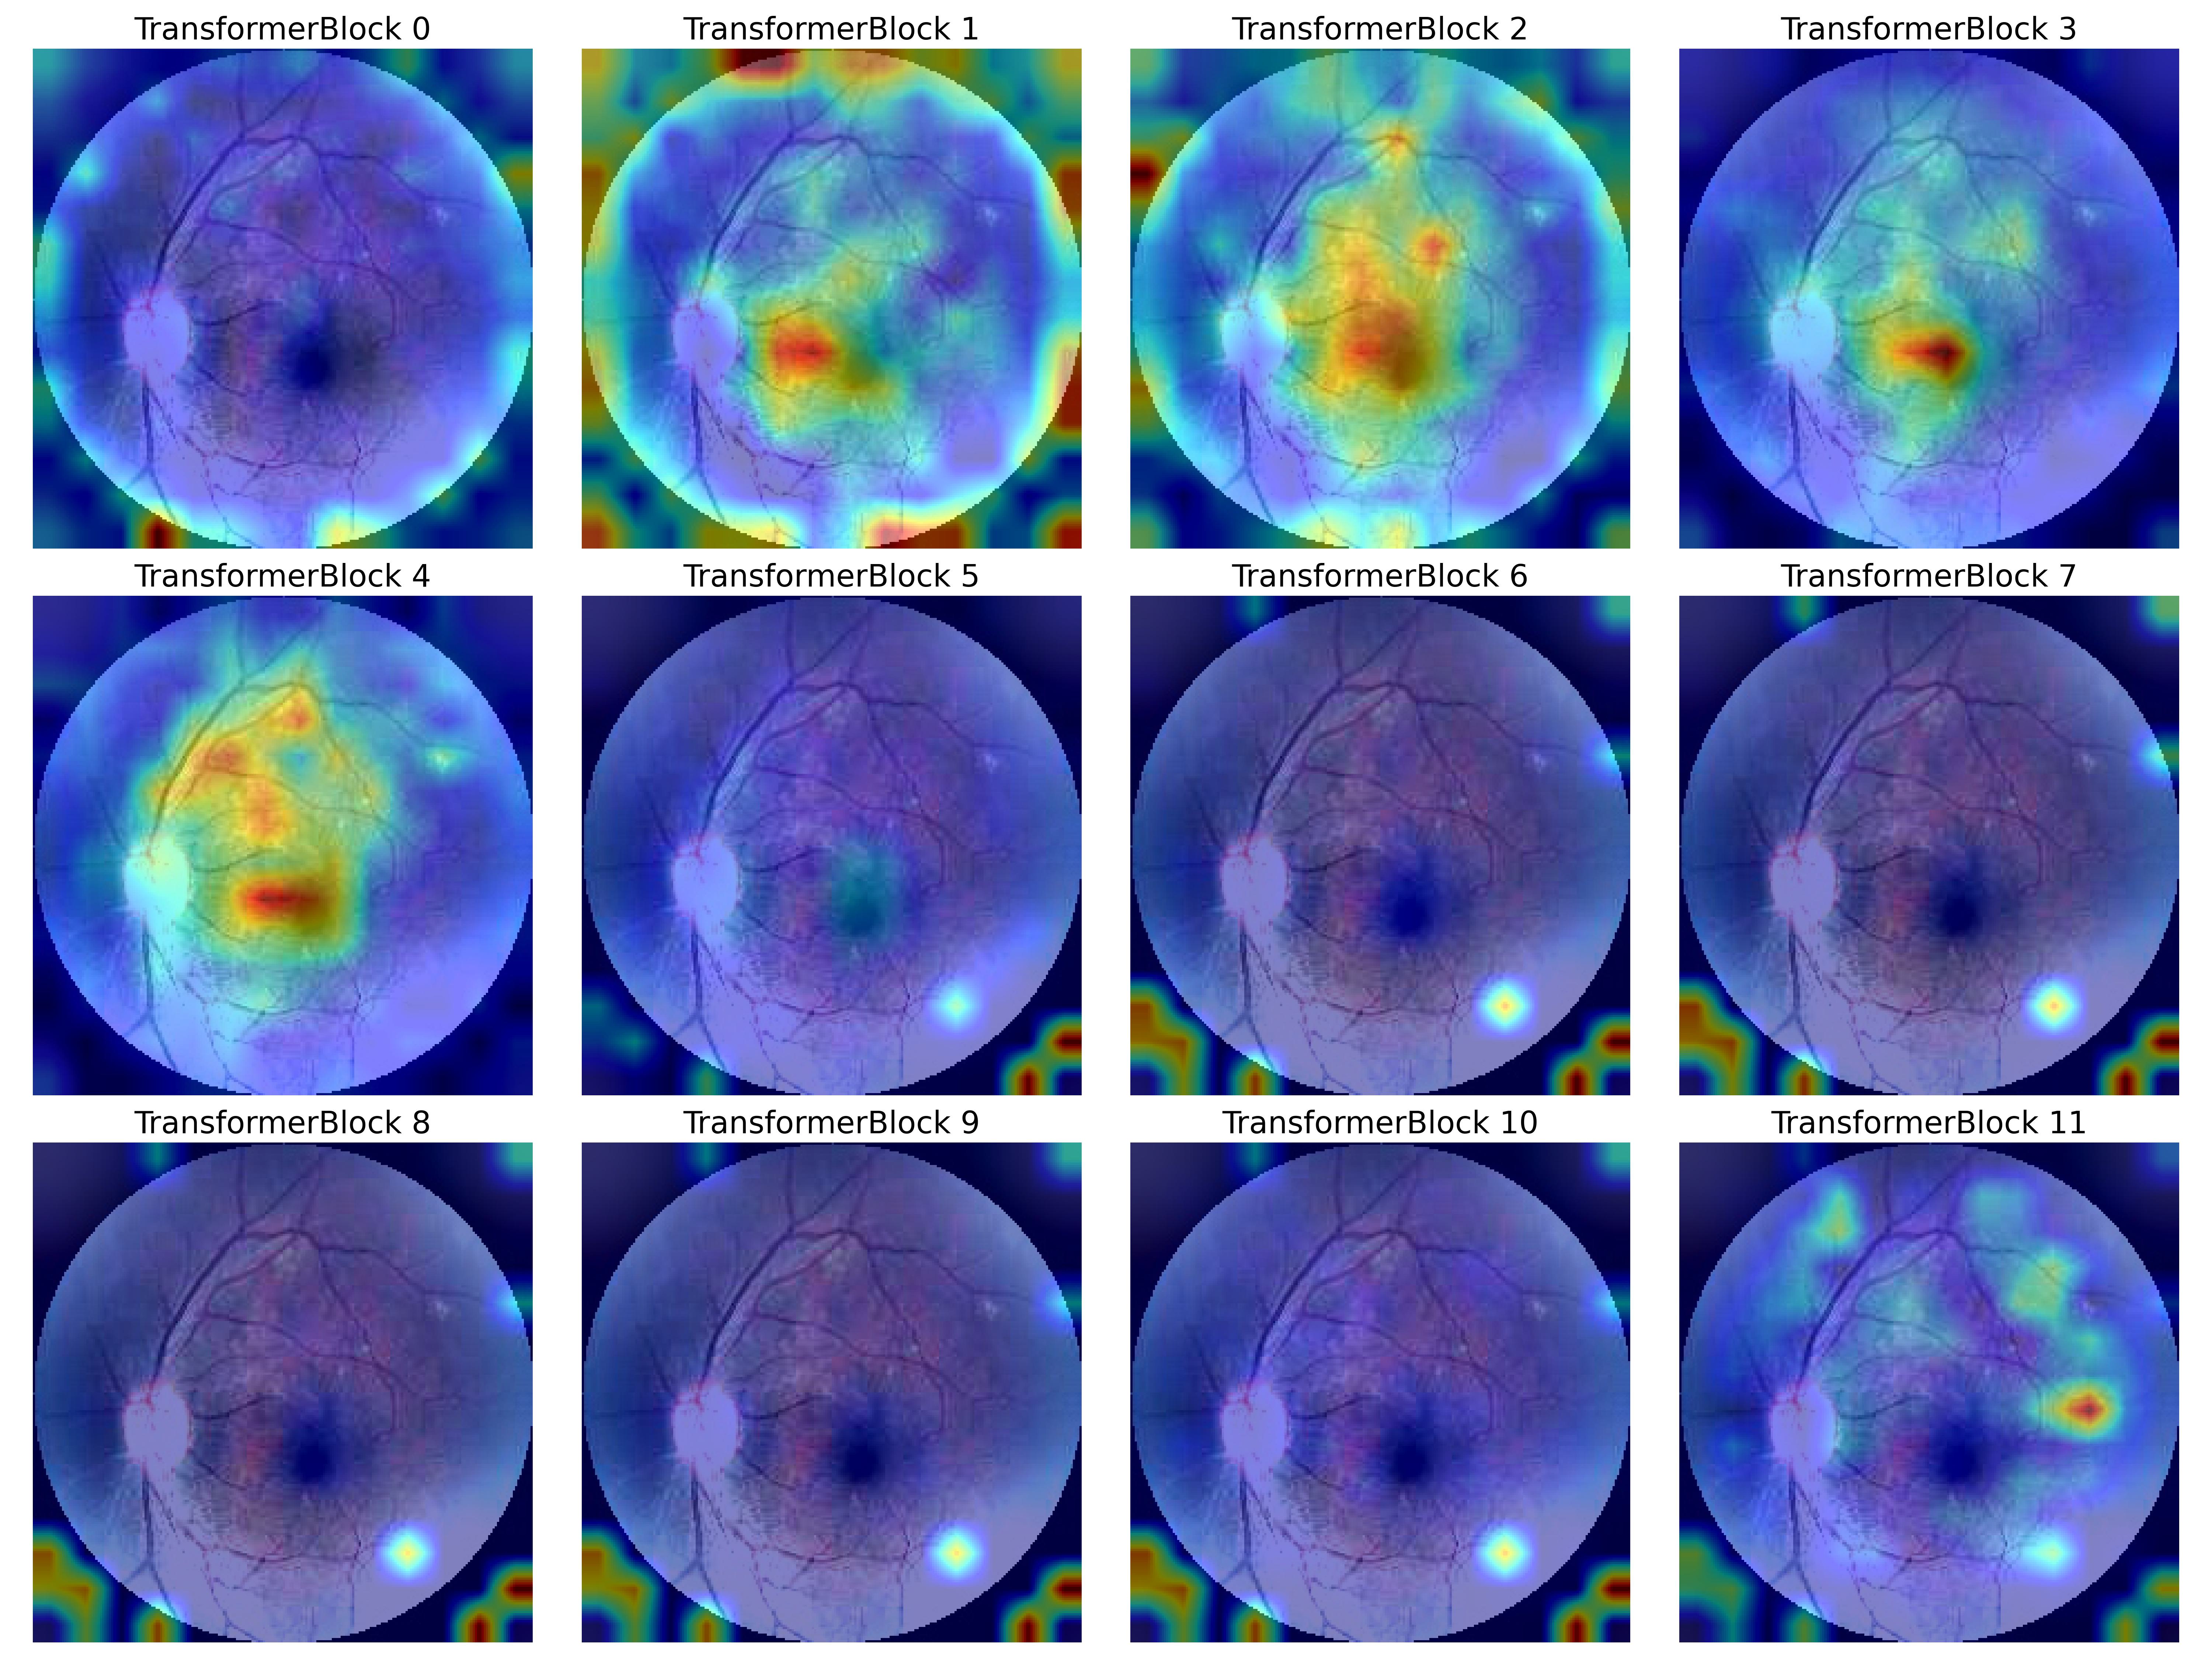 TransformerBlock 0
TransformerBlock 1
TransformerBlock 2
TransformerBlock 3
TransformerBlock 4
TransformerBlock 5
TransformerBlock 6
TransformerBlock 7
TransformerBlock 8
TransformerBlock 9
TransformerBlock 10
TransformerBlock 11